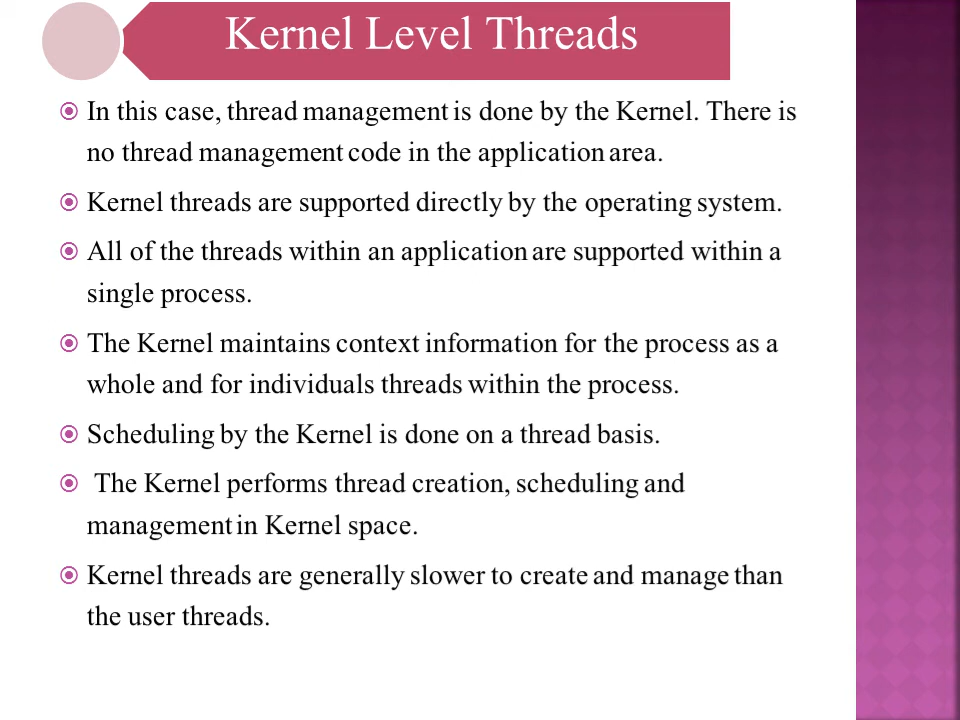 Kernel Level Threads
In this case, thread management is done by the Kernel. There is
no thread management code in the application area.
Kernel threads are supported directly by the operating system.
All of the threads within an application are supported within a
single process.
The Kernel maintains context information for the process as a
whole and for individuals threads within the process.
Scheduling by the Kernel is done on a thread basis.
The Kernel performs thread creation, scheduling and
management in Kernel space.
Kernel threads are generally slower to create and manage than
the user threads.